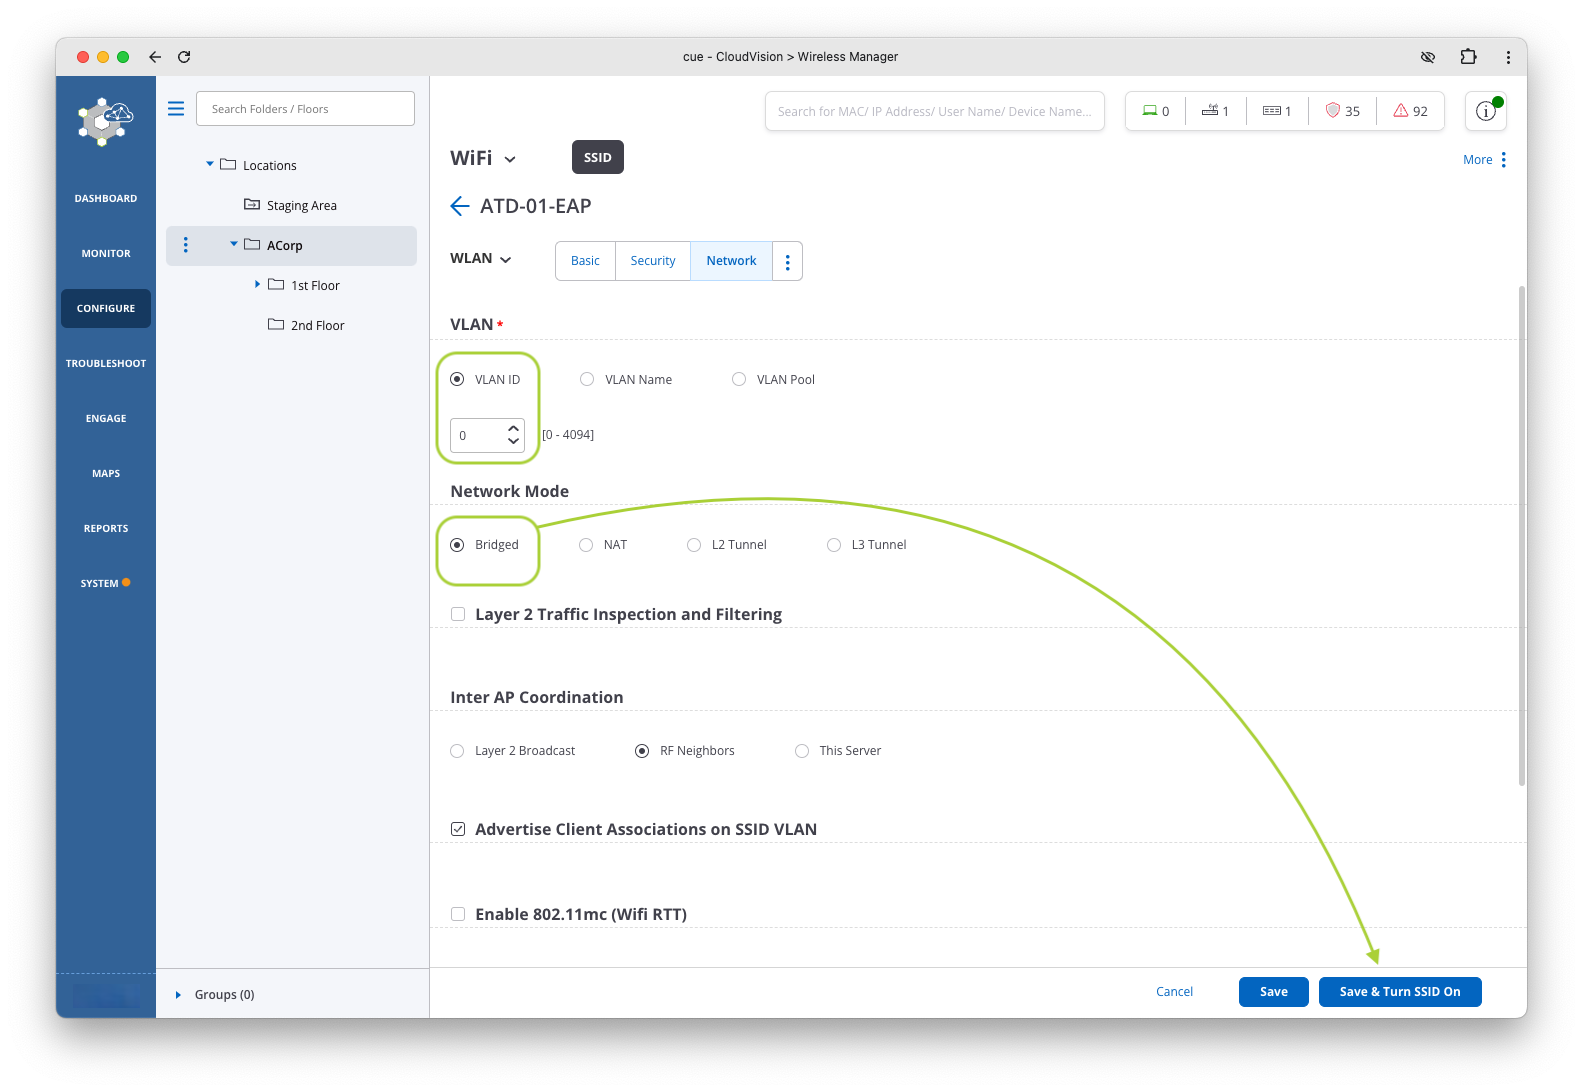 cue - CloudVision > Wireless Manager
Search Folders / Floors
Search for MAC/ IP Address/ User Name/ Device Name...
0
1
1
35
92
DASHBOARD
MONITOR
CONFIGURE
TROUBLESHOOT
ENGAGE
MAPS
REPORTS
SYSTEM
Locations
Staging Area
ACorp
1st Floor
2nd Floor
Groups (0)
WiFi
SSID
More
ATD-01-EAP
WLAN
Basic
Security
Network
VLAN *
VLAN ID
VLAN Name
VLAN Pool
0
[0 - 4094]
Network Mode
Bridged
NAT
L2 Tunnel
L3 Tunnel
Layer 2 Traffic Inspection and Filtering
Inter AP Coordination
Layer 2 Broadcast
RF Neighbors
This Server
Advertise Client Associations on SSID VLAN
Enable 802.11mc (Wifi RTT)
Cancel
Save
Save & Turn SSID On